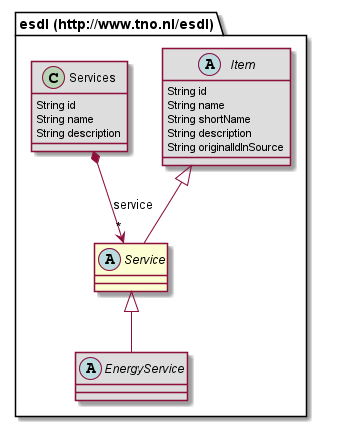 esdl (http://www.tno.nl/esdl)
C Services
String id
String name
String description
A Item
String id
String name
String shortName
String description
String originalIdInSource
service
*
A Service
A EnergyService